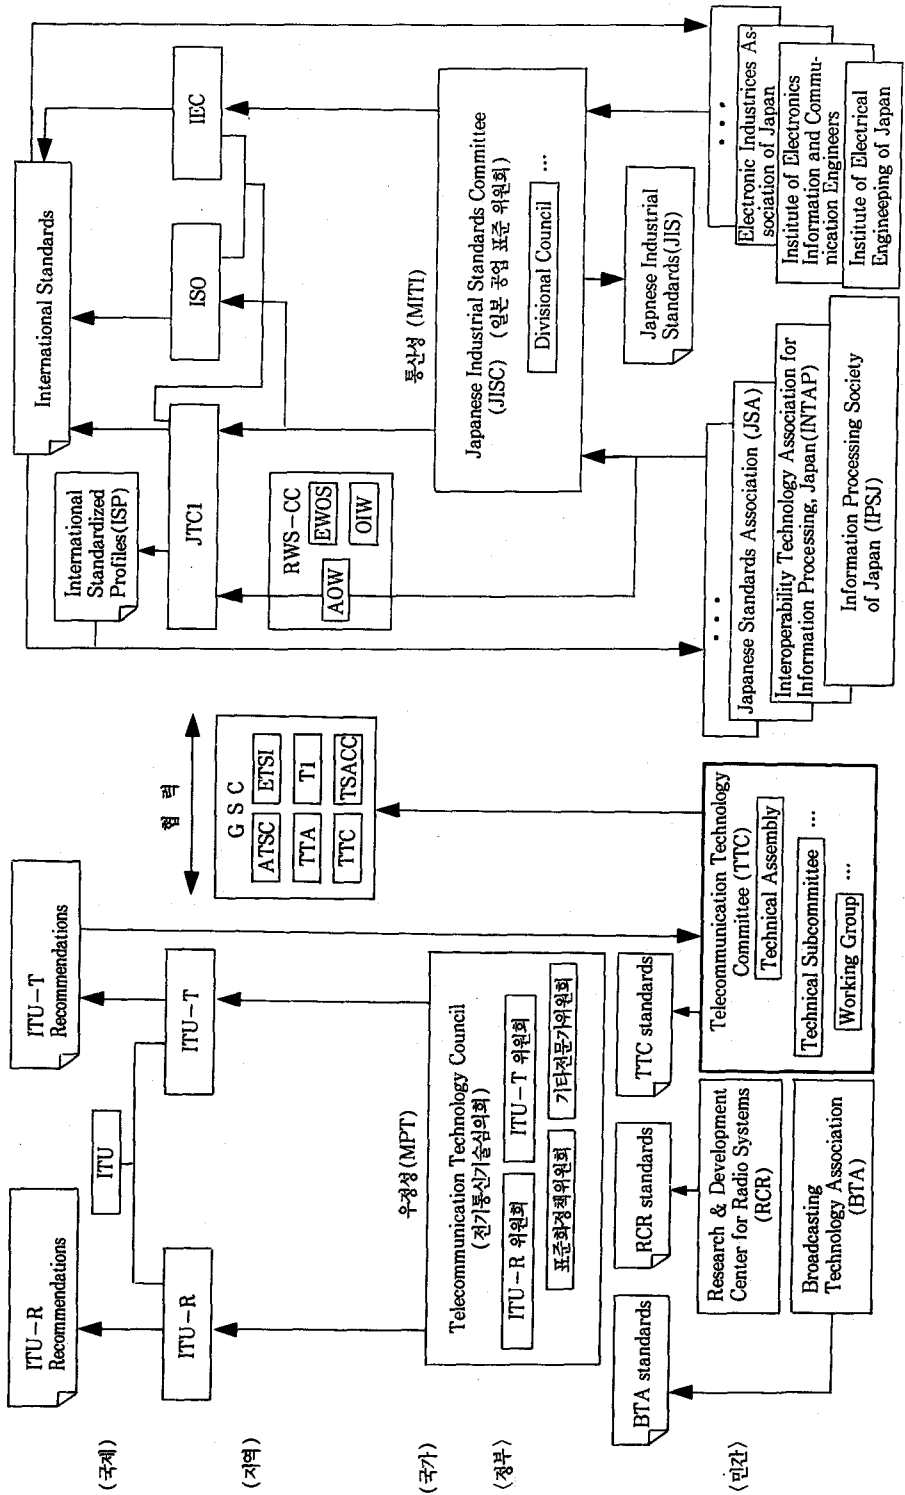 (국제)
(지역)
(국가)
〈정부〉
〈민간〉
ITU-R
Recommendations
ITU
ITU-T
Recommendations
ITU-R
ITU-T
협 력
G S C
ATSC
ETSI
TTA
T1
TTC
TSACC
International Standards
International
Standardized
Profiles(ISP)
JTC1
ISO
IEC
RWS-CC
EWOS
AOW
OIW
우정성(MPT)
Telecommunication Technology Council
(전기통신기술심의회)
ITU-R 위원회
ITU-T 위원회
표준화정책위원회
기타전문가위원회
통산성 (MITI)
Japanese Industrial Standards Committee
(JISC) (일본 공업 표준 위원회)
Divisional Council
...
BTA standards
RCR standards
TTC standards
Japnese Industrial
Standards(JIS)
Research & Development
Center for Radio Systems
(RCR)
Broadcasting
Technology Association
(BTA)
Telecommunication Technology
Committee (TTC)
Technical Assembly
Technical Subcommittee
...
Working Group
...
...
Japanese Standards Association (JSA)
Interoperability Technology Association for
Information Processing, Japan(INTAP)
Information Processing Society
of Japan (IPSJ)
...
Electronic Industrices As-
sociation of Japan
Institute of Electronics
Information and Commu-
nication Engineers
Institute of Electrical
Engineeping of Japan